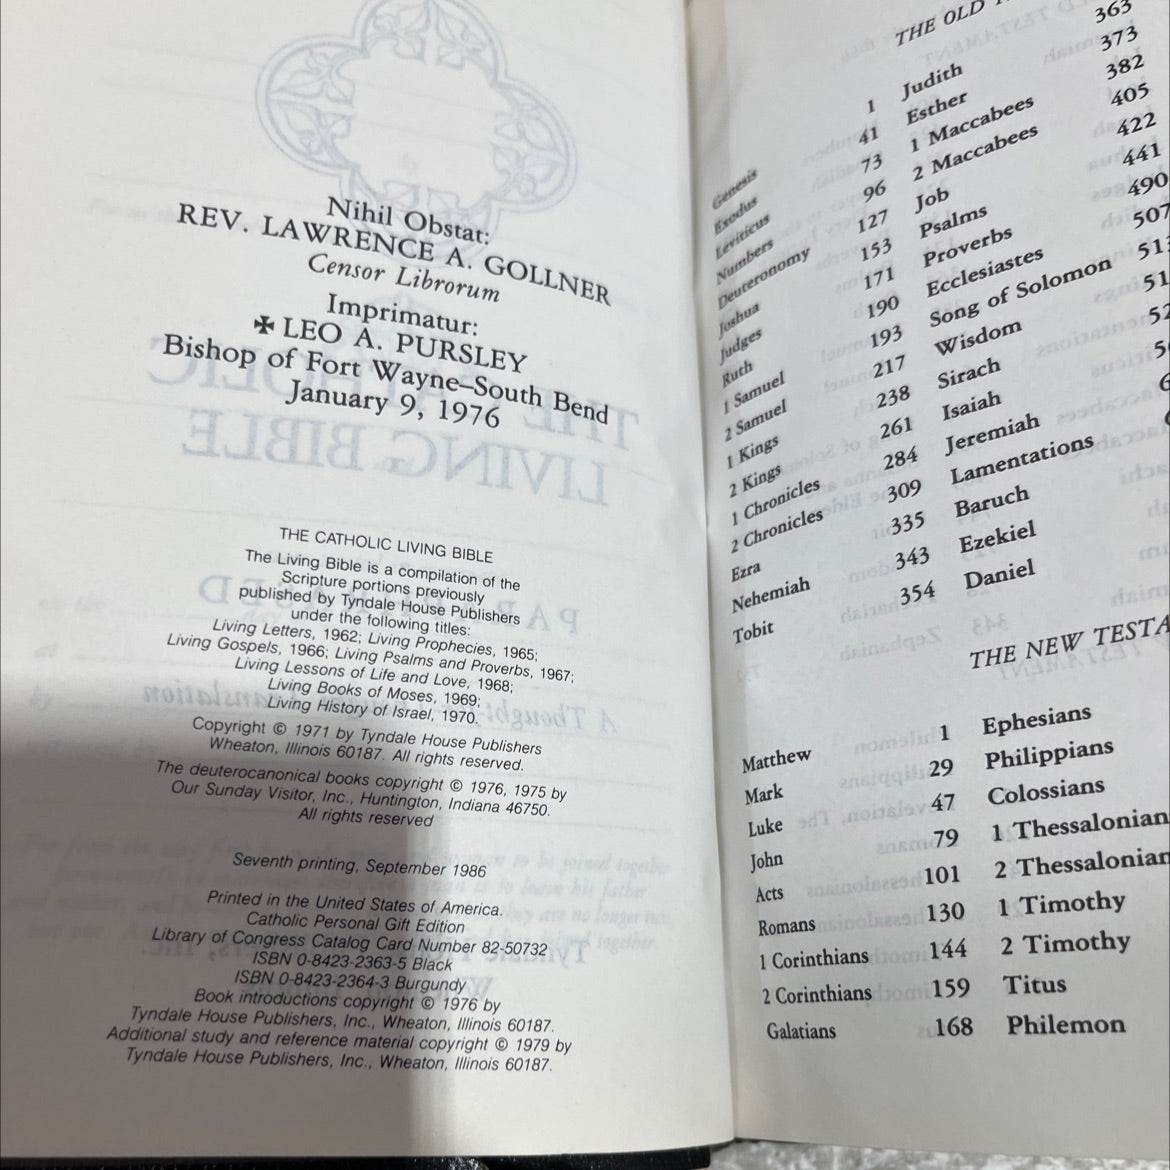 Nihil Obstat:
REV. LAWRENCE A. GOLLNER
Censor Librorum
Imprimatur:
✠ LEO A. PURSLEY
Bishop of Fort Wayne–South Bend
January 9, 1976
THE CATHOLIC LIVING BIBLE
The Living Bible is a compilation of the
Scripture portions previously
published by Tyndale House Publishers
under the following titles:
Living Letters, 1962; Living Prophecies, 1965;
Living Gospels, 1966; Living Psalms and Proverbs, 1967;
Living Lessons of Life and Love, 1968;
Living Books of Moses, 1969;
Living History of Israel, 1970.
Copyright © 1971 by Tyndale House Publishers
Wheaton, Illinois 60187. All rights reserved.
The deuterocanonical books copyright © 1976, 1975 by
Our Sunday Visitor, Inc., Huntington, Indiana 46750.
All rights reserved
Seventh printing, September 1986
Printed in the United States of America.
Catholic Personal Gift Edition
Library of Congress Catalog Card Number 82-50732
ISBN 0-8423-2363-5 Black
ISBN 0-8423-2364-3 Burgundy
Book introductions copyright © 1976 by
Tyndale House Publishers, Inc., Wheaton, Illinois 60187.
Additional study and reference material copyright © 1979 by
Tyndale House Publishers, Inc., Wheaton, Illinois 60187.
THE OLD
Genesis 1
Exodus 41
Leviticus 73
Numbers 96
Deuteronomy 127
Joshua 153
Judges 171
Ruth 190
1 Samuel 193
2 Samuel 217
1 Kings 238
2 Kings 261
1 Chronicles 284
2 Chronicles 309
Ezra 335
Nehemiah 343
Tobit 354
Judith 363
Esther 373
1 Maccabees 382
2 Maccabees 405
Job 422
Psalms 441
Proverbs 490
Ecclesiastes 507
Song of Solomon 513
Wisdom
Sirach
Isaiah
Jeremiah
Lamentations
Baruch
Ezekiel
Daniel
THE NEW TESTA
Matthew 1
Mark 29
Luke 47
John 79
Acts 101
Romans 130
1 Corinthians 144
2 Corinthians 159
Galatians 168
Ephesians
Philippians
Colossians
1 Thessalonian
2 Thessalonian
1 Timothy
2 Timothy
Titus
Philemon